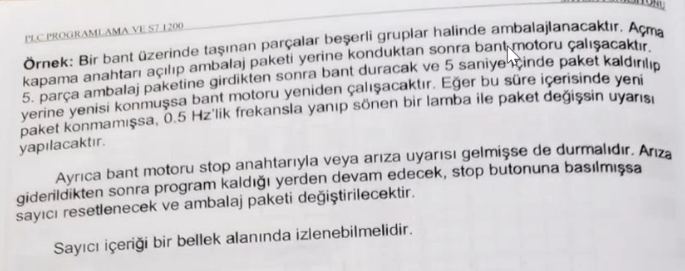 PLC PROGRAMLAMA VE S7 1200
Örnek: Bir bant üzerinde taşınan parçalar beşerli gruplar halinde ambalajlanacaktır. Açma
kapama anahtarı açılıp ambalaj paketi yerine konduktan sonra bant motoru çalışacaktır.
5. parça ambalaj paketine girdikten sonra bant duracak ve 5 saniye içinde paket kaldırılıp
yerine yenisi konmuşsa bant motoru yeniden çalışacaktır. Eğer bu süre içerisinde yeni
paket konmamışsa, 0.5 Hz'lik frekansla yanıp sönen bir lamba ile paket değişsin uyarısı
yapılacaktır.
Ayrıca bant motoru stop anahtarıyla veya arıza uyarısı gelmişse de durmalıdır. Arıza
giderildikten sonra program kaldığı yerden devam edecek, stop butonuna basılmışsa
sayıcı resetlenecek ve ambalaj paketi değiştirilecektir.
Sayıcı içeriği bir bellek alanında izlenebilmelidir.